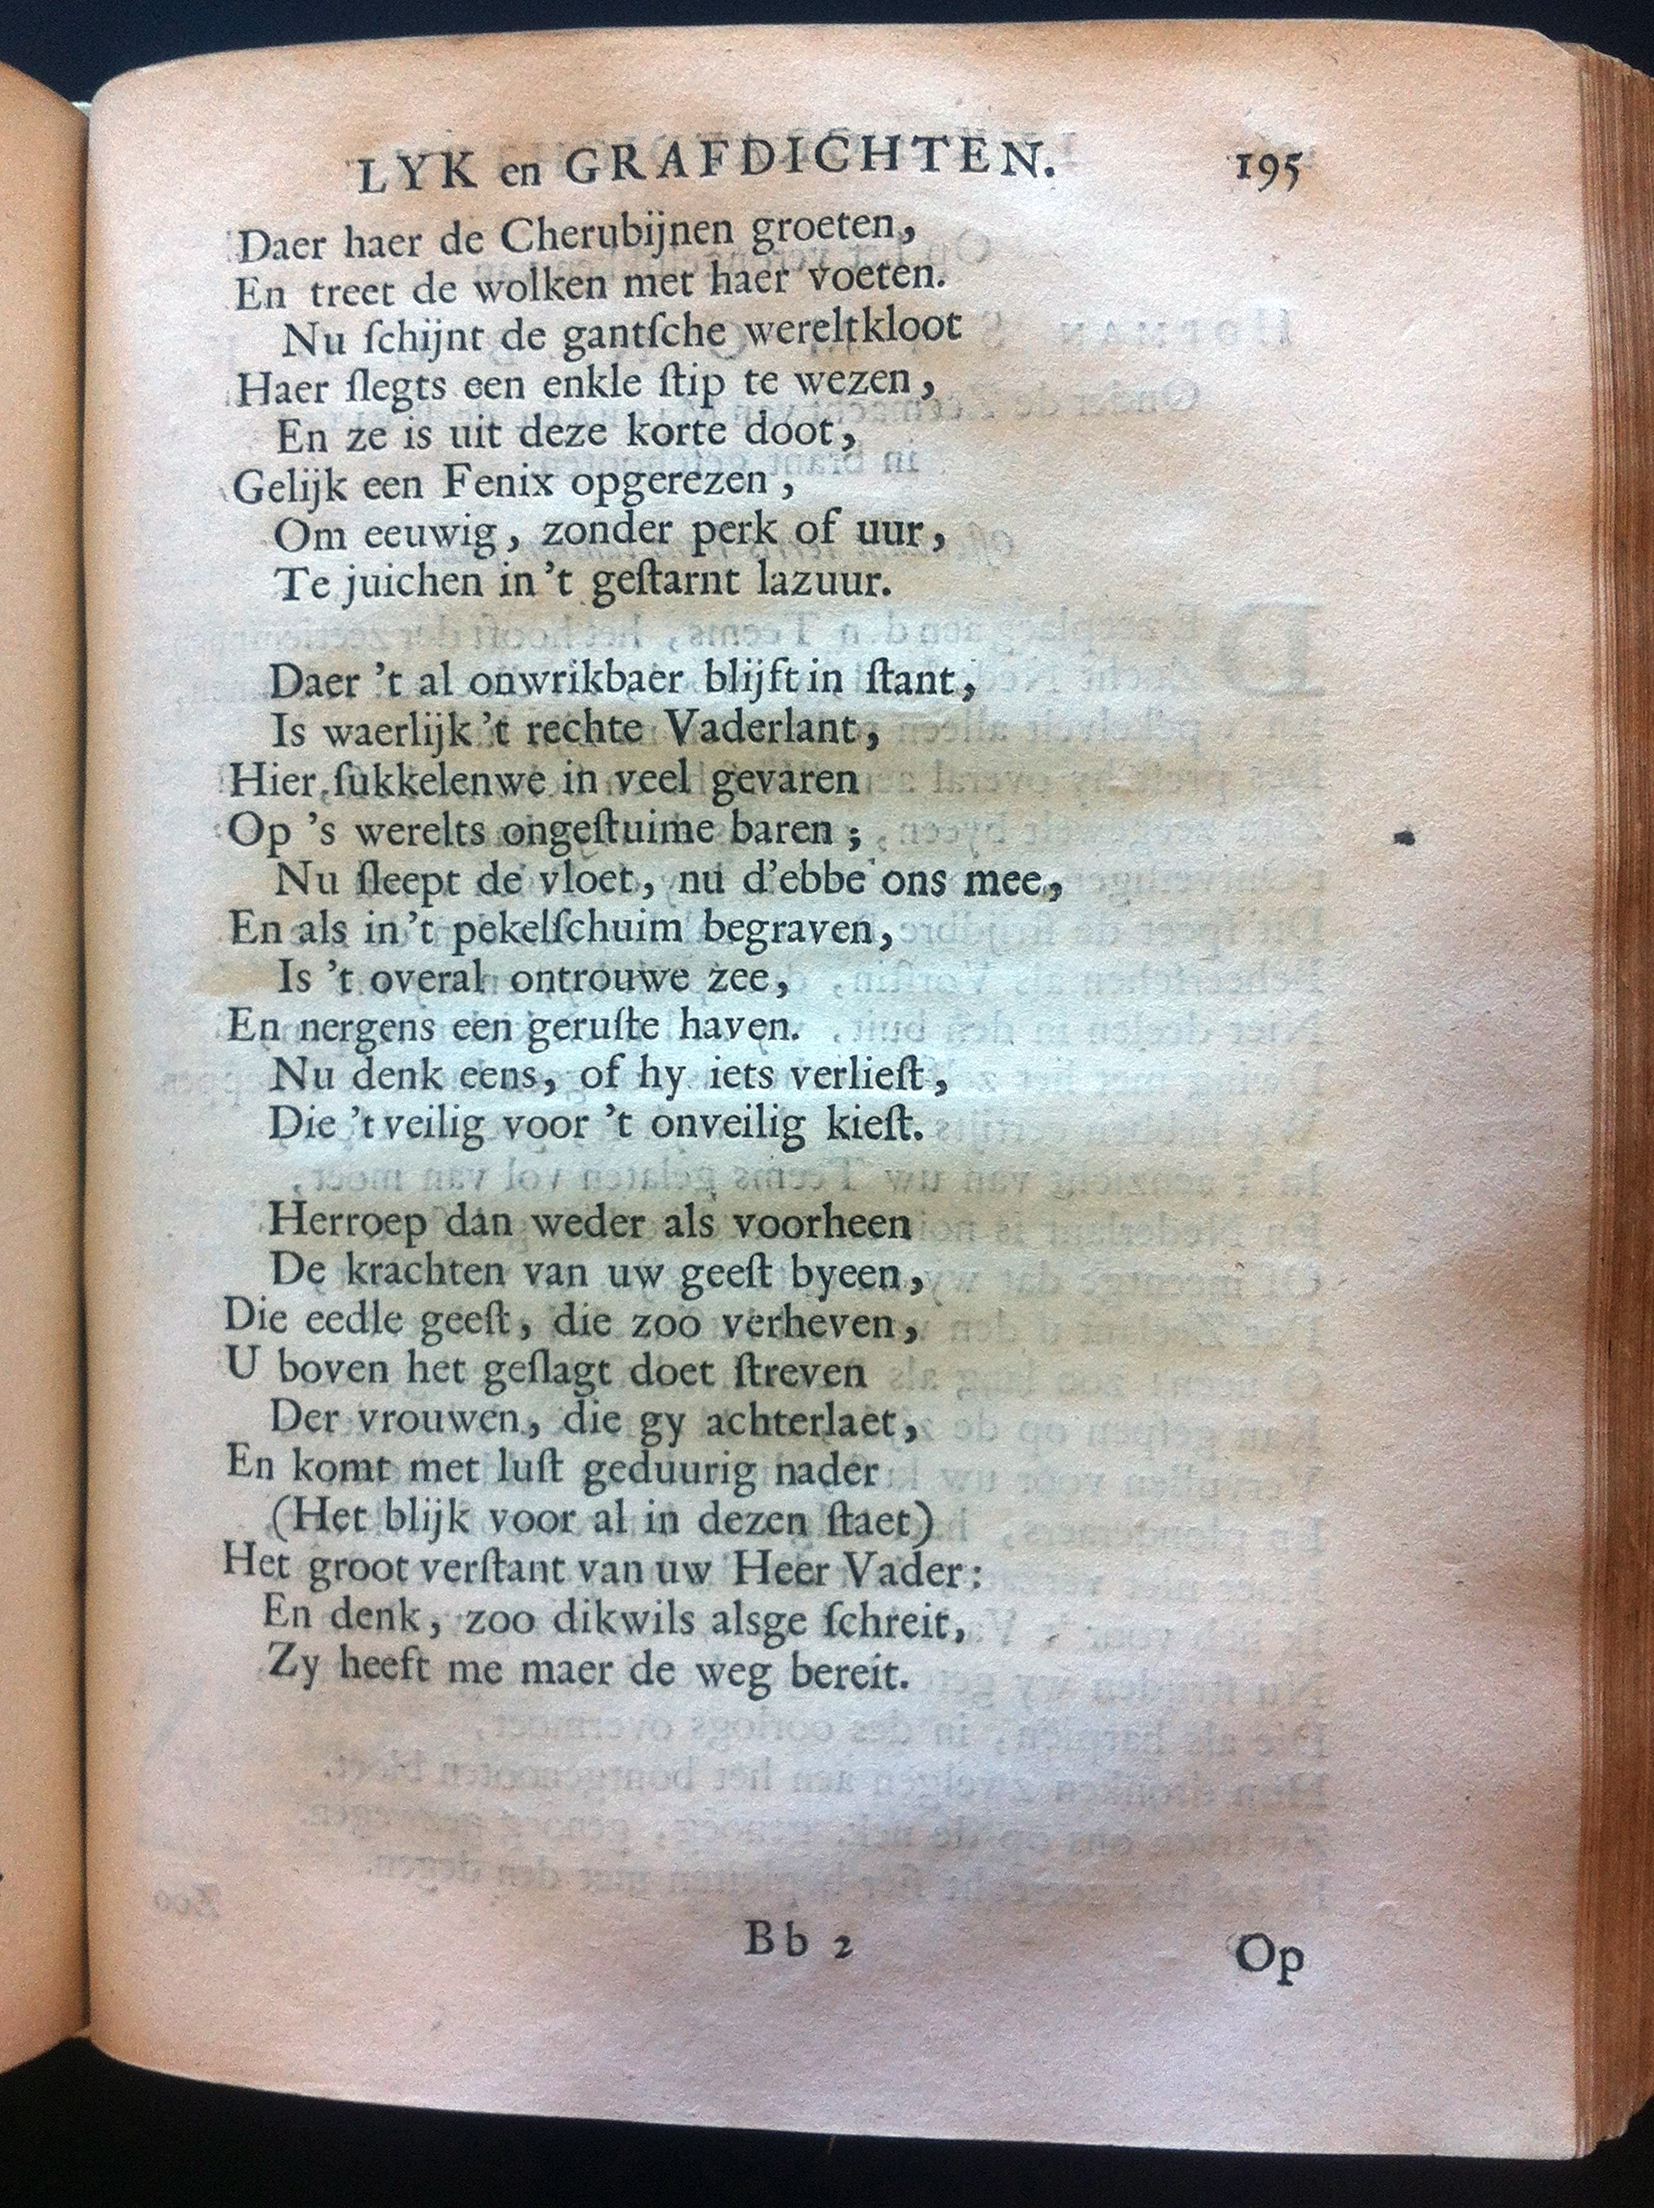 LYK en GRAFDICHTEN. 195
Daer haer de Cherubijnen groeten,
En treet de wolken met haer voeten.
Nu ſchijnt de gantſche wereltkloot
Haer ſlegts een enkle ſtip te wezen,
En ze is uit deze korte doot,
Gelijk een Fenix opgerezen,
Om eeuwig, zonder perk of uur,
Te juichen in 't geſtarnt lazuur.
Daer 't al onwrikbaer blijft in ſtant,
Is waerlijk 't rechte Vaderlant,
Hier ſukkelenwe in veel gevaren
Op 's werelts ongeſtuime baren;
Nu ſleept de vloet, nu d'ebbe ons mee,
En als in 't pekelſchuim begraven,
Is 't overal ontrouwe zee,
En nergens een geruſte haven.
Nu denk eens, of hy iets verlieſt,
Die 't veilig voor 't onveilig kieſt.
Herroep dan weder als voorheen
De krachten van uw geeſt byeen,
Die eedle geeſt, die zoo verheven,
U boven het geſlagt doet ſtreven
Der vrouwen, die gy achterlaet,
En komt met luſt geduurig nader
(Het blijk voor al in dezen ſtaet)
Het groot verſtant van uw Heer Vader:
En denk, zoo dikwils alsge ſchreit,
Zy heeft me maer de weg bereit.
Bb 2 Op